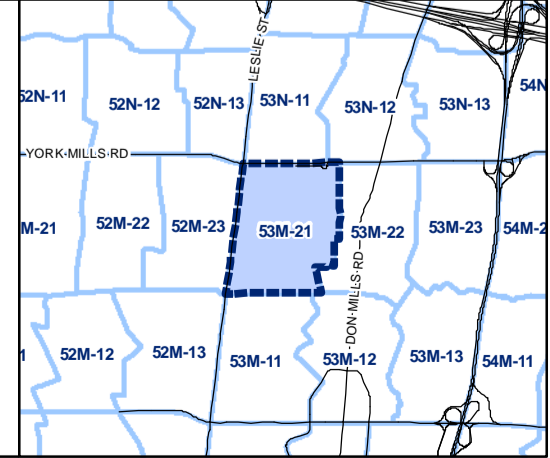 LESLIE ST
54N
52N-11
52N-12
52N-13
53N-11
53N-12
53N-13
YORK MILLS RD
M-21
52M-22
52M-23
53M-21
53M-22
53M-23
54M-2
DON MILLS RD
1
52M-12
52M-13
53M-11
53M-12
53M-13
54M-11